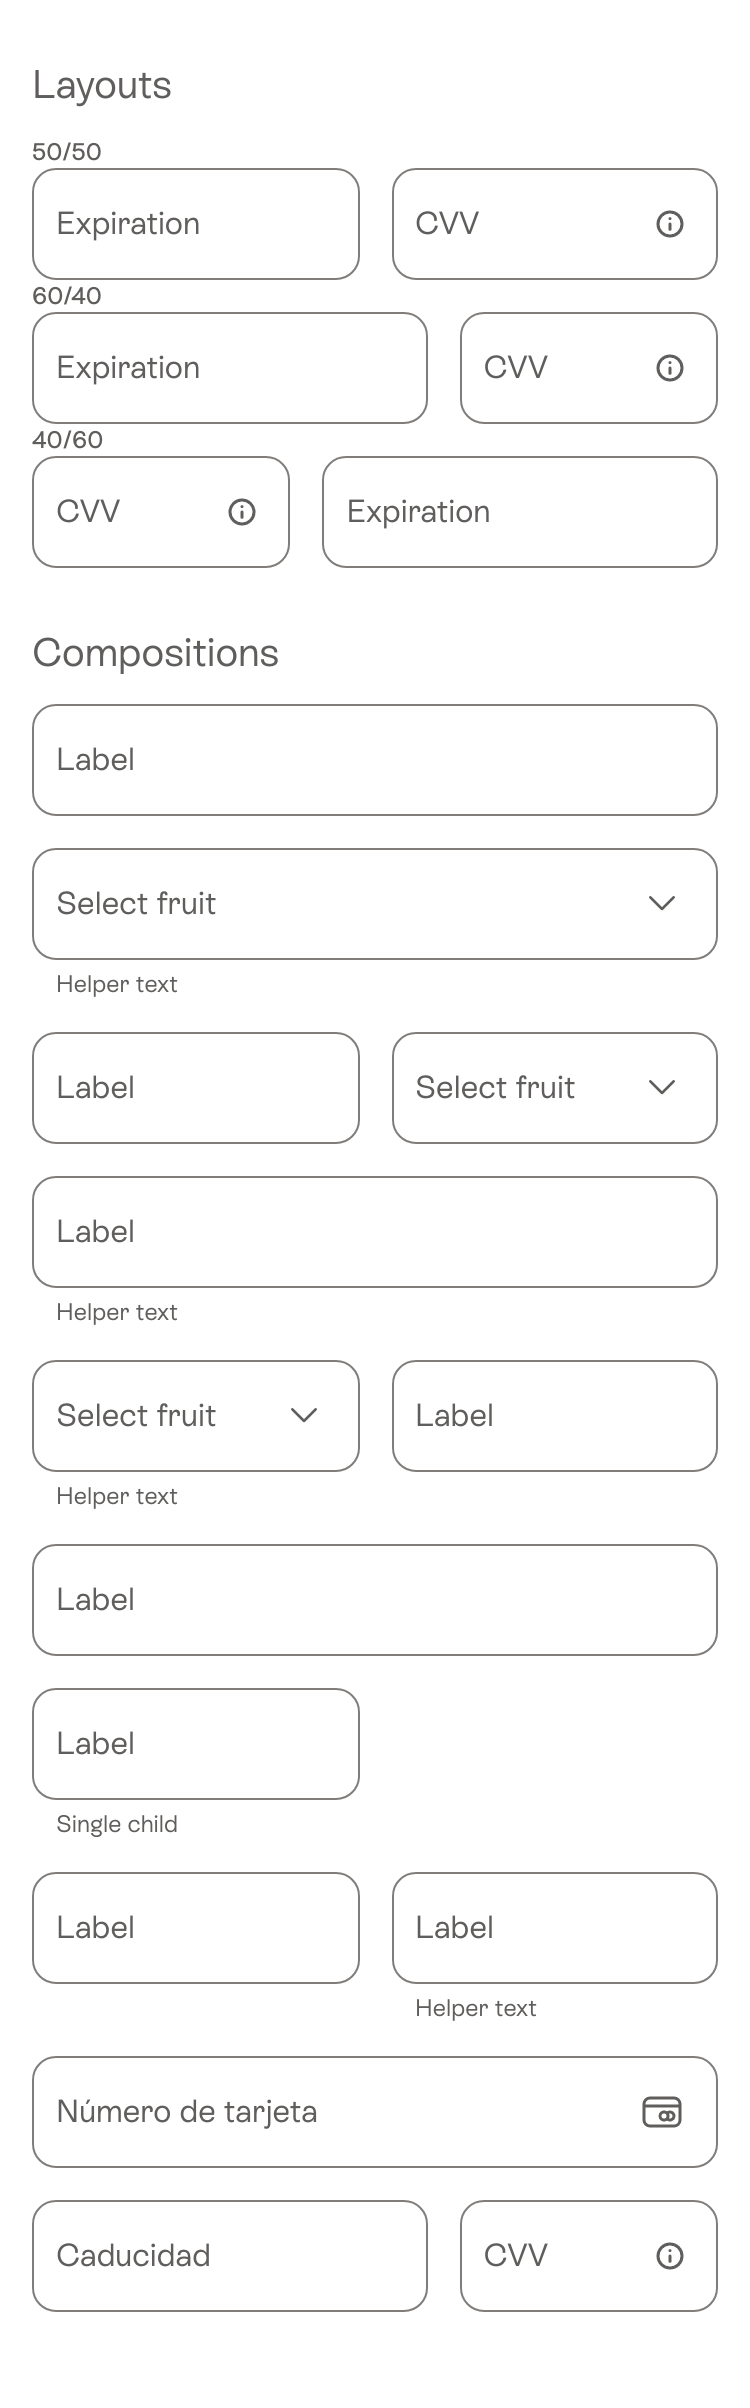 Layouts
50/50
Expiration CVV
60/40
Expiration CVV
40/60
CVV Expiration
Compositions
Label
Select fruit
Helper text
Label Select fruit
Label
Helper text
Select fruit Label
Helper text
Label
Label
Single child
Label Label
Helper text
Número de tarjeta
Caducidad CVV